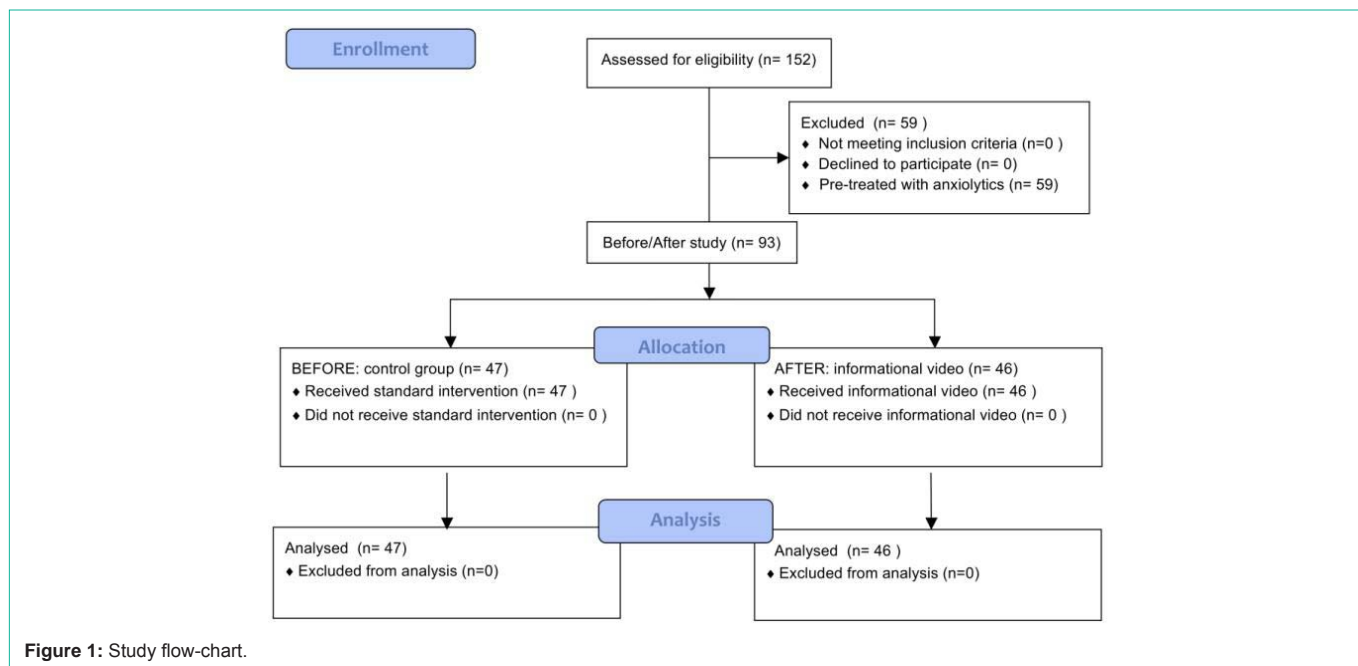 Enrollment
Assessed for eligibility (n= 152)
Excluded  (n= 59 )
♦ Not meeting inclusion criteria (n=0 )
♦ Declined to participate (n= 0)
♦ Pre-treated with anxiolytics (n= 59)
Before/After study (n= 93)
Allocation
BEFORE: control group (n= 47)
♦ Received standard intervention (n= 47 )
♦ Did not receive standard intervention (n= 0 )
AFTER: informational video (n= 46)
♦ Received informational video (n= 46 )
♦ Did not receive informational video (n= 0 )
Analysis
Analysed  (n= 47)
♦ Excluded from analysis (n=0)
Analysed  (n= 46 )
♦ Excluded from analysis (n=0)
Figure 1: Study flow-chart.